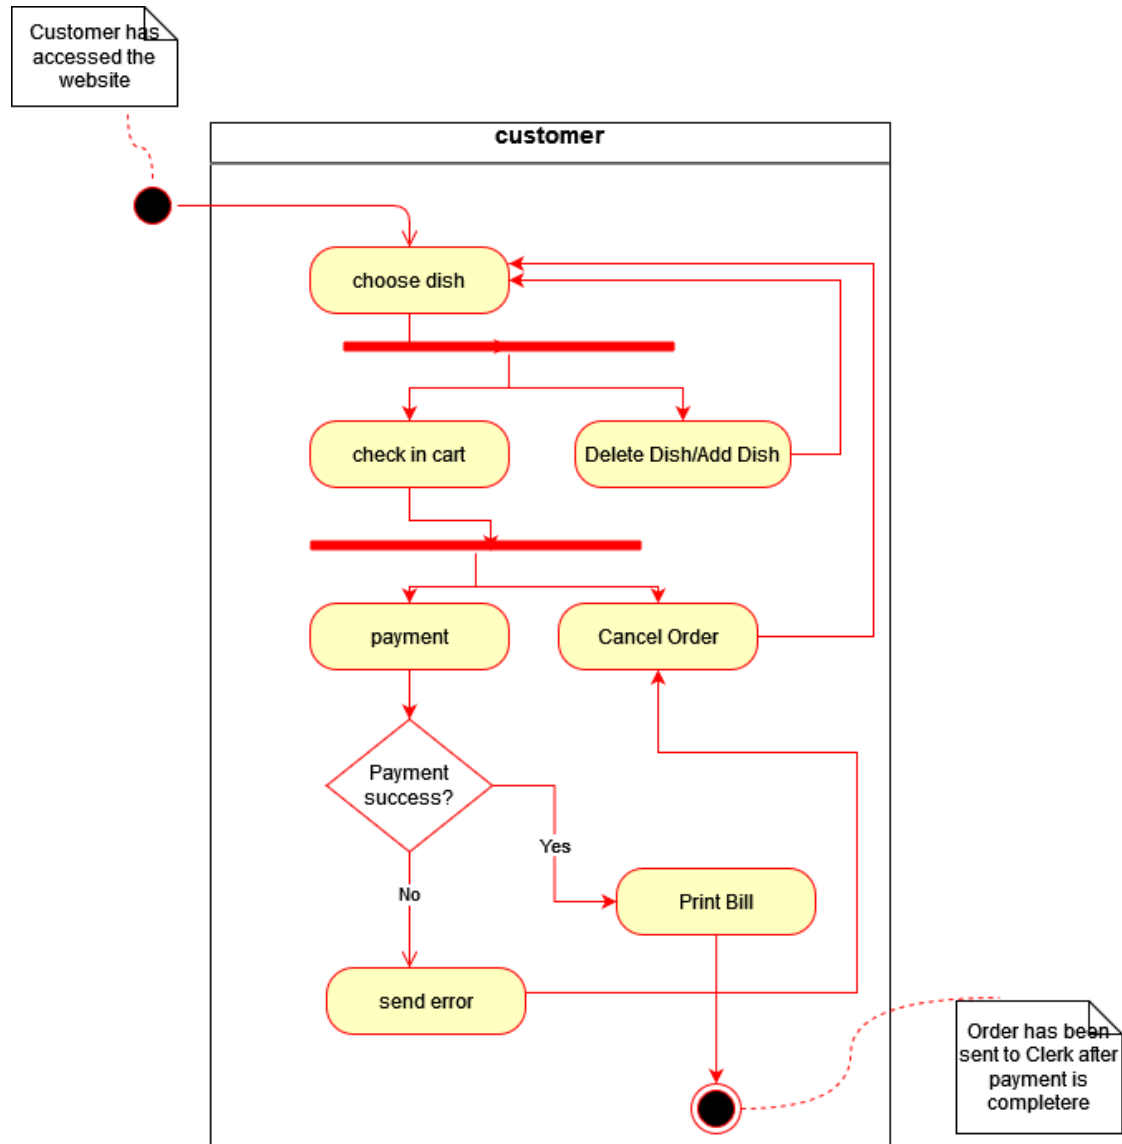 Customer has
accessed the
website
customer
choose dish
check in cart
Delete Dish/Add Dish
payment
Cancel Order
Payment
success?
Yes
No
Print Bill
send error
Order has been
sent to Clerk after
payment is
completere